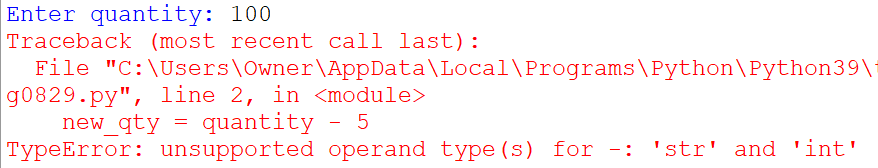 Enter quantity: 100
Traceback (most recent call last):
  File "C:\Users\Owner\AppData\Local\Programs\Python\Python39\
g0829.py", line 2, in <module>
    new_qty = quantity - 5
TypeError: unsupported operand type(s) for -: 'str' and 'int'